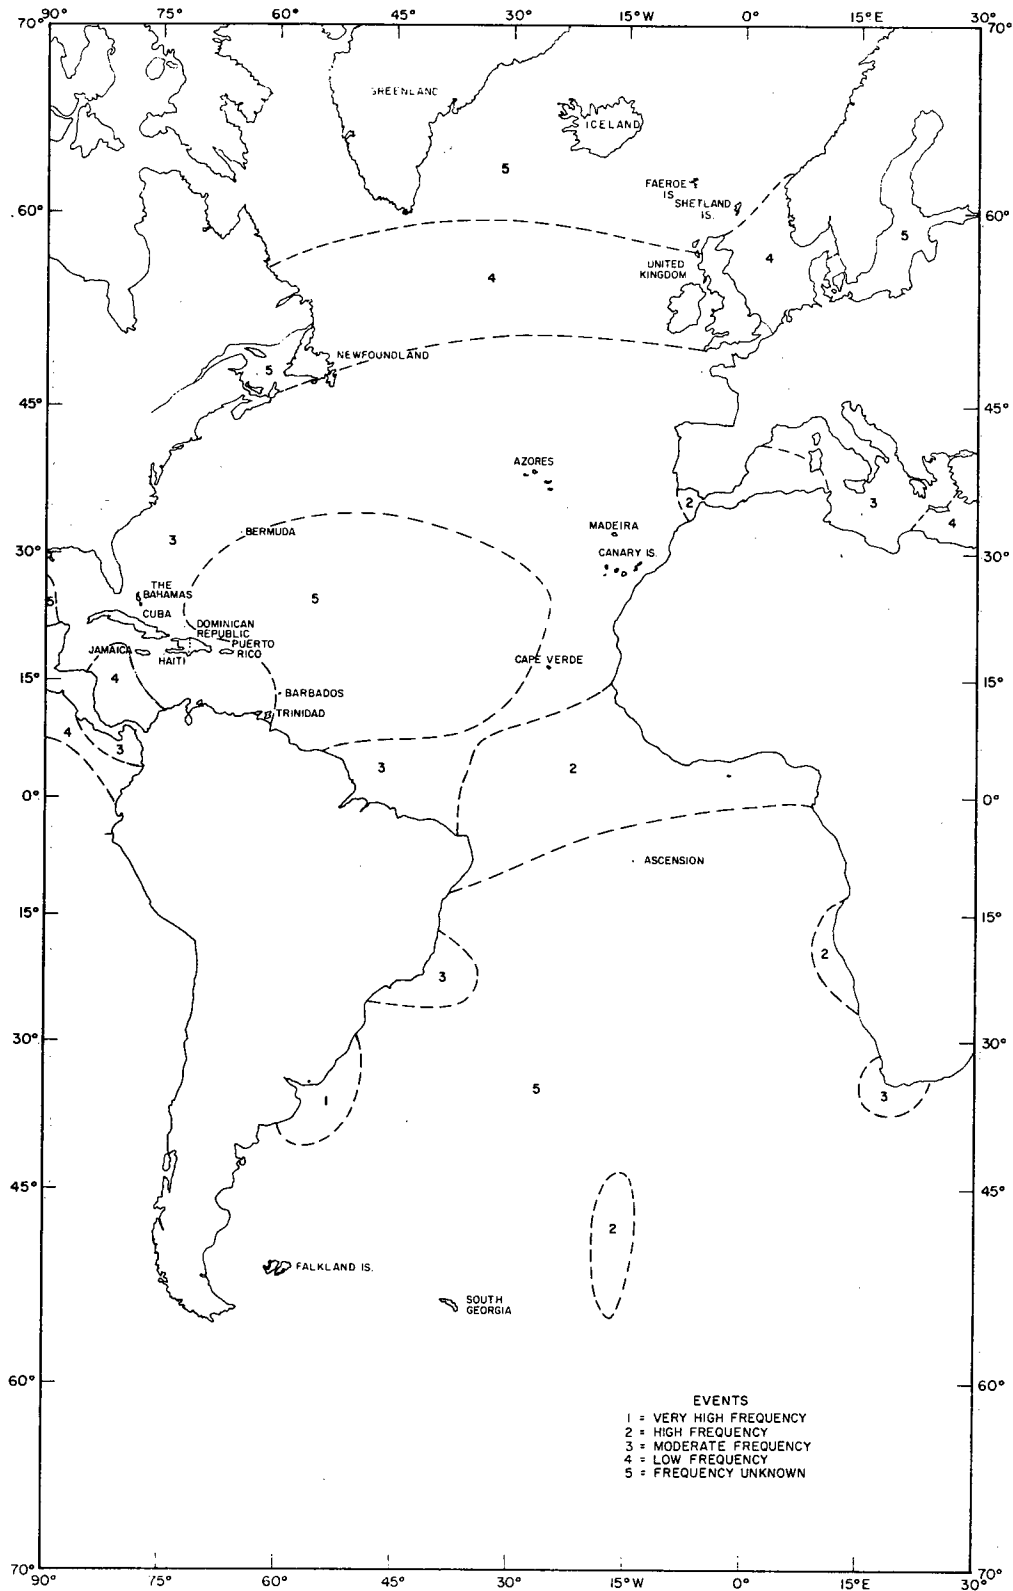 90° 75° 60° 45° 30° 15°W 0° 15°E 30°
70° 70°
GREENLAND
ICELAND
5
FAEROE
IS
SHETLAND
IS.
60° 60°
5
4
UNITED
KINGDOM
4
NEWFOUNDLAND
5
45° 45°
AZORES
2
3
4
MADEIRA
BERMUDA
3
CANARY IS.
30° 30°
THE
BAHAMAS
5
5
CUBA
DOMINICAN
REPUBLIC
PUERTO
RICO
JAMAICA
HAITI
CAPE VERDE
15° 15°
4
BARBADOS
TRINIDAD
4
3
3
2
0° 0°
ASCENSION
15° 15°
2
3
30° 30°
5
3
1
45° 45°
2
FALKLAND IS.
SOUTH
GEORGIA
60° 60°
EVENTS
1 = VERY HIGH FREQUENCY
2 = HIGH FREQUENCY
3 = MODERATE FREQUENCY
4 = LOW FREQUENCY
5 = FREQUENCY UNKNOWN
70° 70°
90° 75° 60° 45° 30° 15°W 0° 15°E 30°